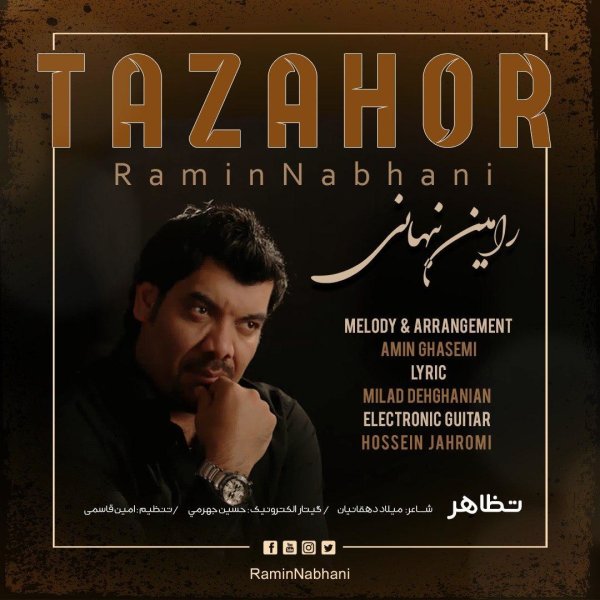 TAZAHOR
RaminNabhani
رامین نبهانی
MELODY & ARRANGEMENT
AMIN GHASEMI
LYRIC
MILAD DEHGHANIAN
ELECTRONIC GUITAR
HOSSEIN JAHROMI
تظاهر شاعر: میلاد دهقانیان / گیتار الکترونیک: حسین جهرمي / تنظیم: امین قاسمی
RaminNabhani